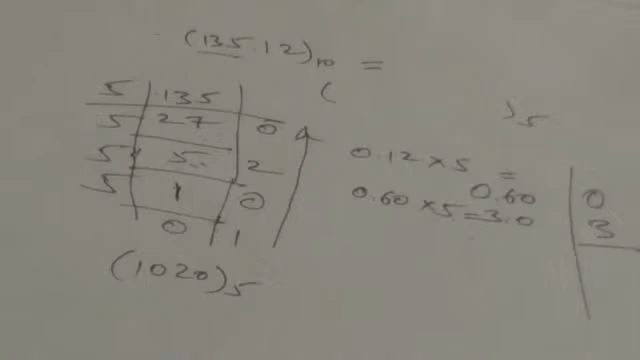 (135.12)10 =
( )5
5 135
5 27 0
5 5 2
5 1 0
0 1
(1020)5
0.12 × 5 = 0.60 0
0.60 × 5 = 3.0 3